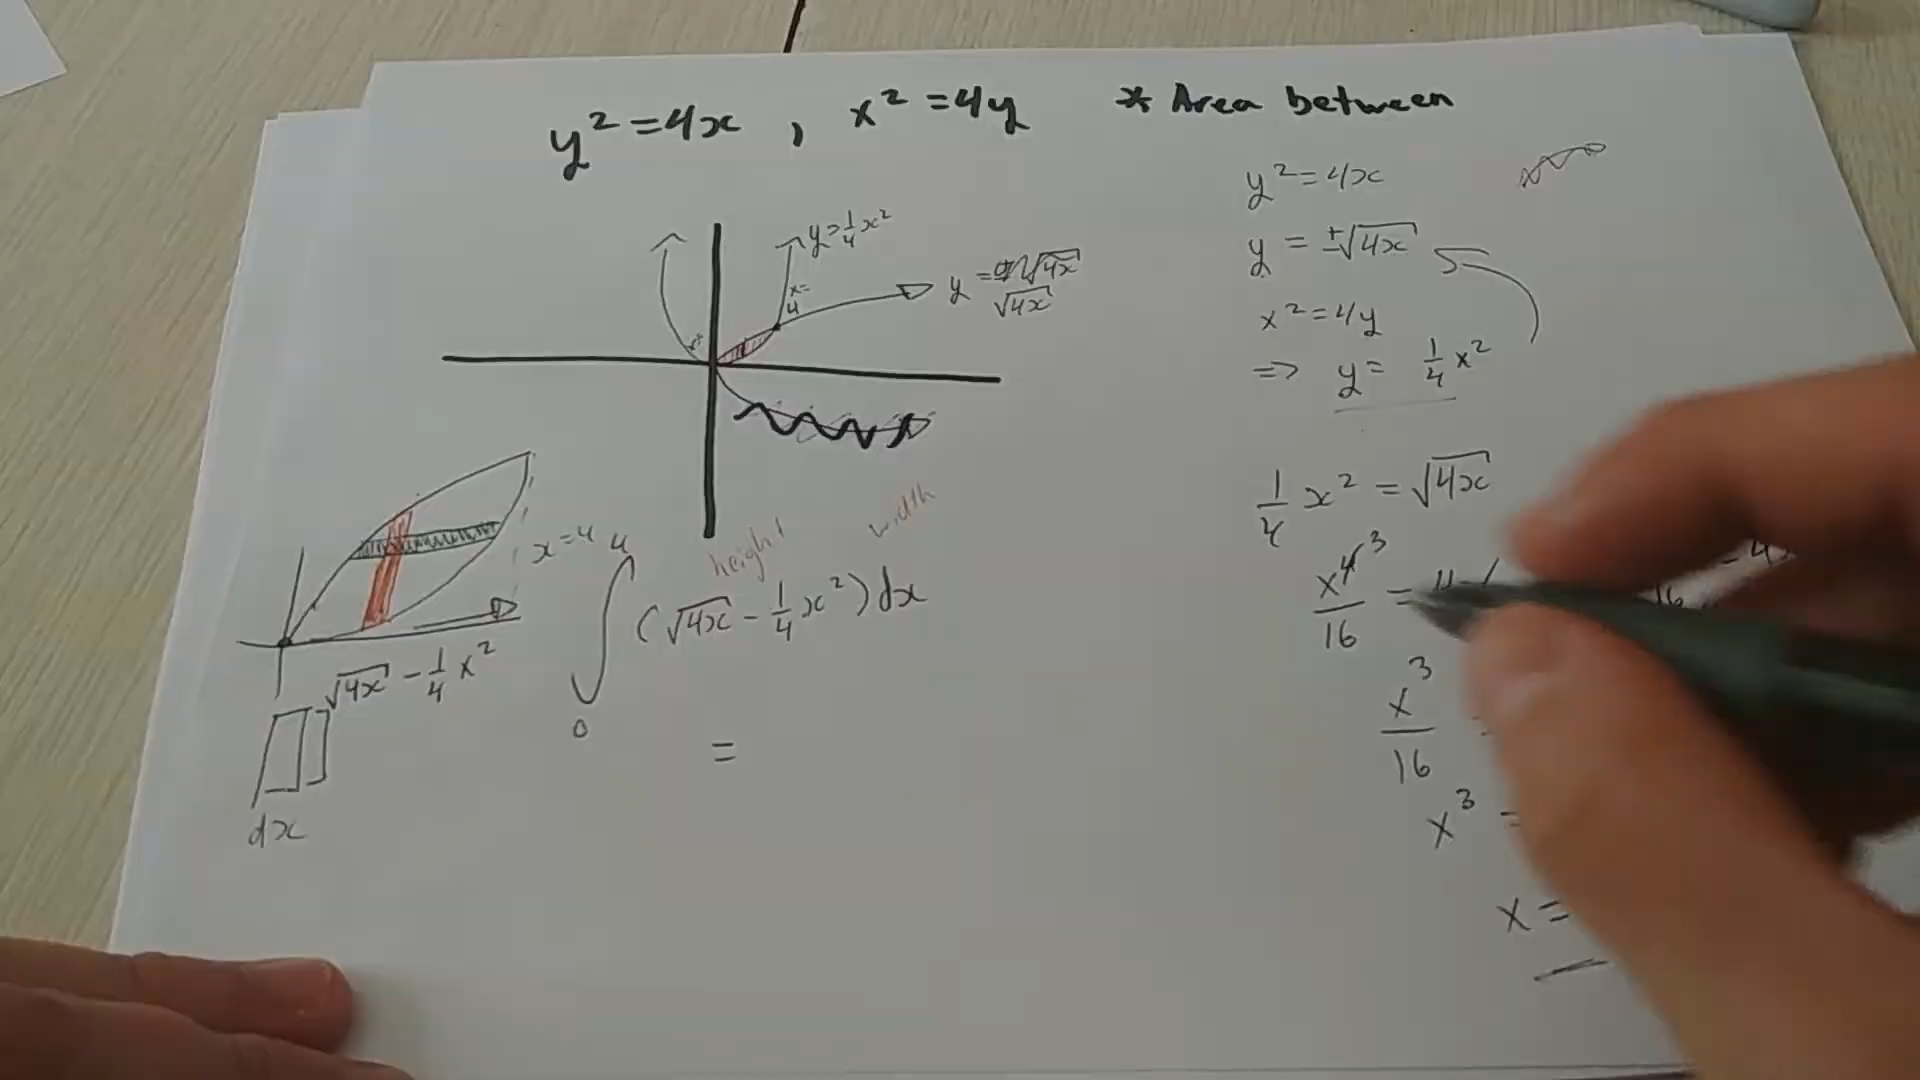 y² = 4x , x² = 4y * Area between
y² = 4x
y = ±√4x
x² = 4y
=> y = 1/4 x²
y = 1/4 x²
x = 4
y =
√4x
1/4 x² = √4x
x⁴ ³ / 16 =
x³ / 16
x³ =
x =
x = 4
height width
∫₀⁴ (√4x - 1/4 x²) dx
√4x - 1/4 x²
dx
=